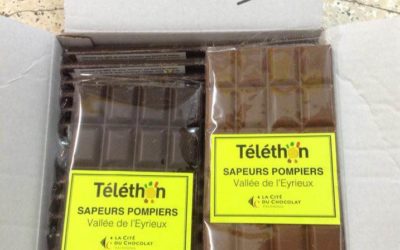 Téléthon
SAPEURS POMPIERS
Vallée de l'Eyrieux
LA CITÉ
DU CHOCOLAT
Téléthon
SAPEURS POMPIERS
Vallée de l'Eyrieux
LA CITÉ
DU CHOCOLAT